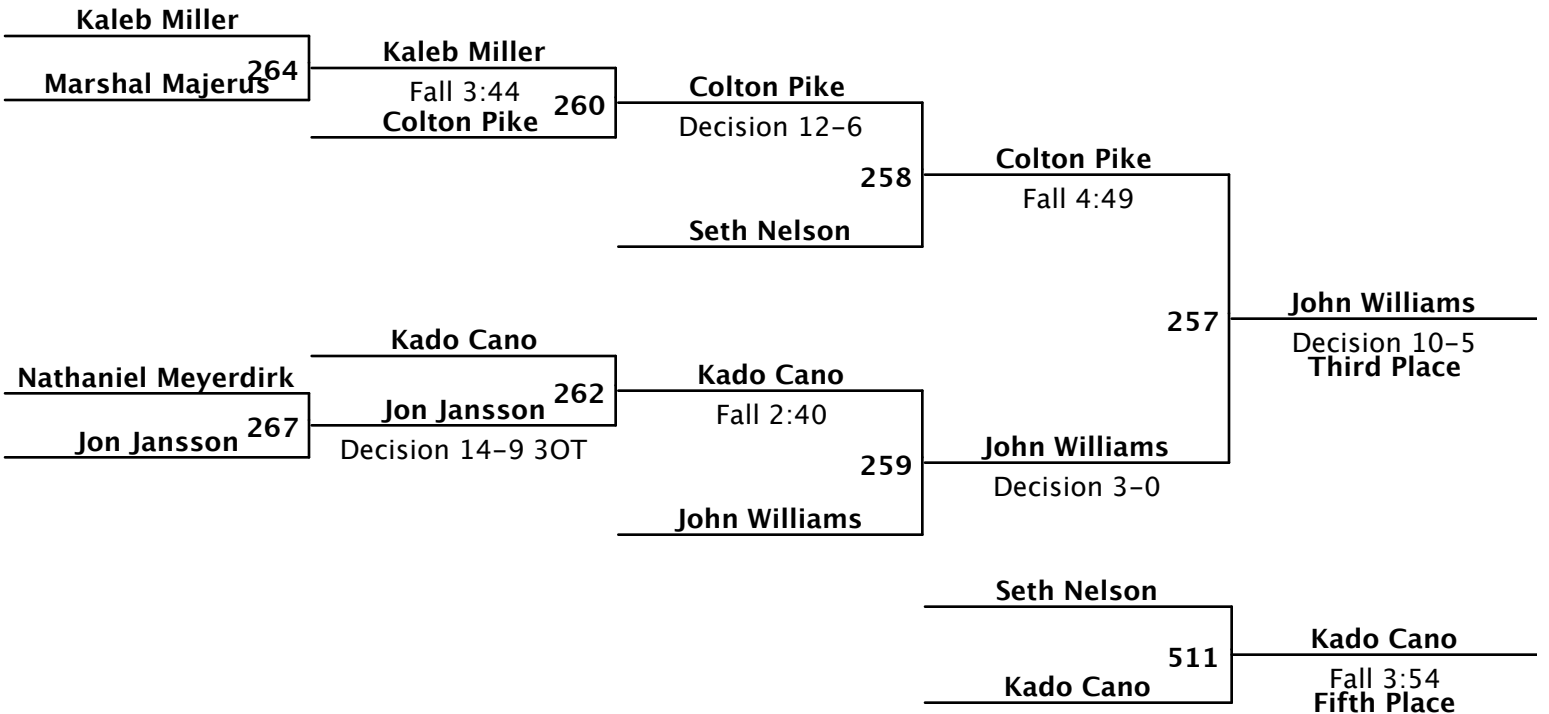 Kaleb Miller
264
Marshal Majerus
Kaleb Miller
Fall 3:44
260
Colton Pike
Colton Pike
Decision 12–6
258
Seth Nelson
Colton Pike
Fall 4:49
257
John Williams
Decision 10–5
Third Place
Kado Cano
262
Nathaniel Meyerdirk
267
Jon Jansson
Jon Jansson
Decision 14–9 3OT
Kado Cano
Fall 2:40
259
John Williams
John Williams
Decision 3–0
Seth Nelson
511
Kado Cano
Kado Cano
Fall 3:54
Fifth Place